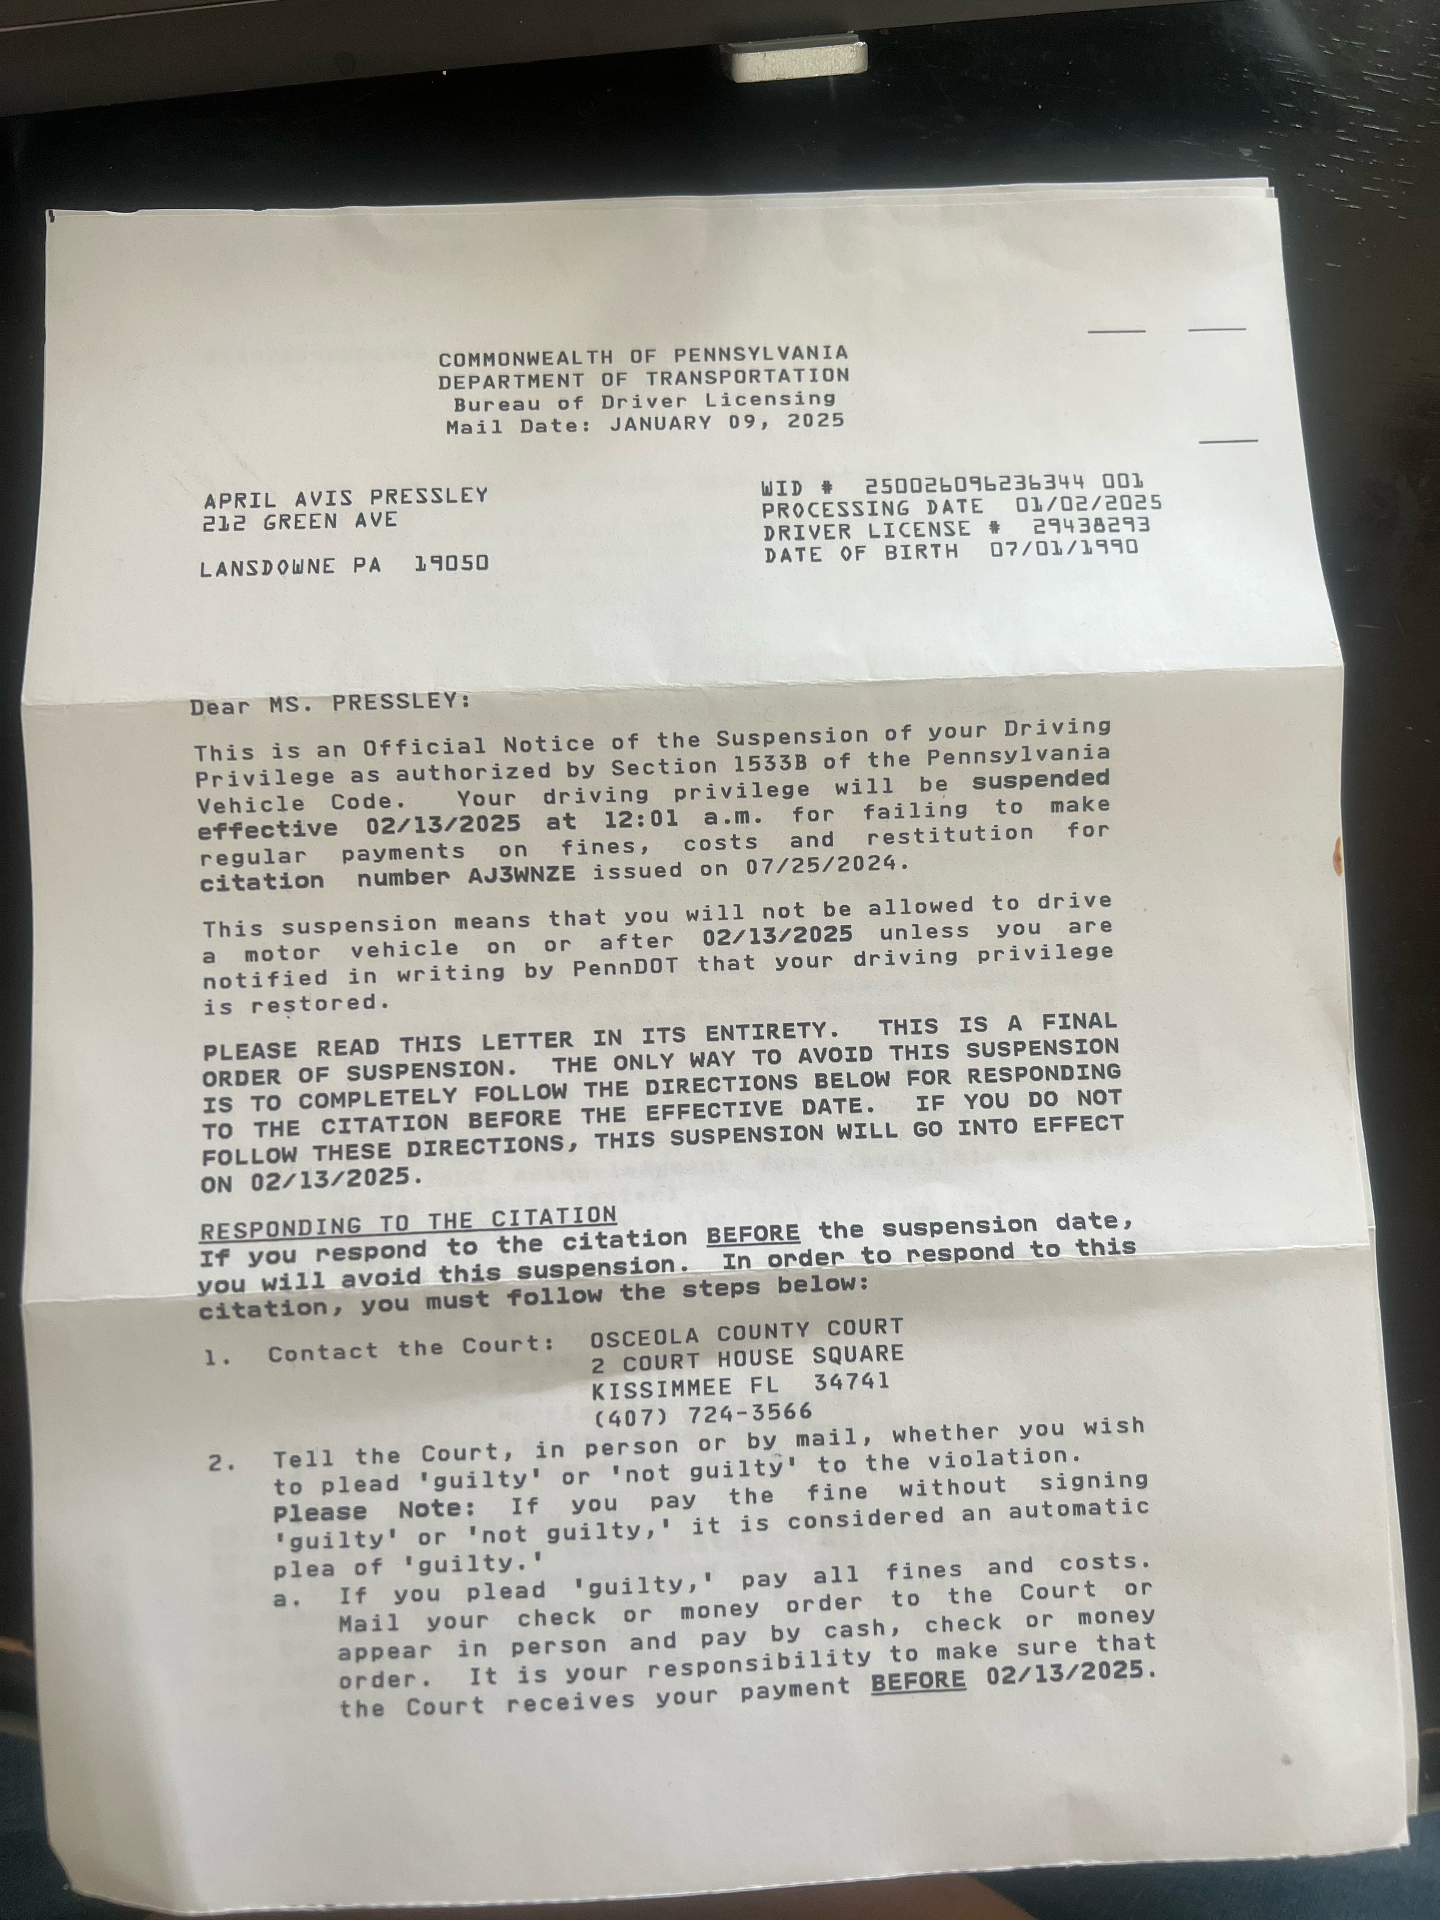 COMMONWEALTH OF PENNSYLVANIA
DEPARTMENT OF TRANSPORTATION
Bureau of Driver Licensing
Mail Date: JANUARY 09, 2025
APRIL AVIS PRESSLEY
212 GREEN AVE
LANSDOWNE PA 19050
WID # 250026096236344 001
PROCESSING DATE 01/02/2025
DRIVER LICENSE # 29438293
DATE OF BIRTH 07/01/1990
Dear MS. PRESSLEY:
This is an Official Notice of the Suspension of your Driving
Privilege as authorized by Section 1533B of the Pennsylvania
Vehicle Code. Your driving privilege will be suspended
effective 02/13/2025 at 12:01 a.m. for failing to make
regular payments on fines, costs and restitution for
citation number AJ3WNZE issued on 07/25/2024.
This suspension means that you will not be allowed to drive
a motor vehicle on or after 02/13/2025 unless you are
notified in writing by PennDOT that your driving privilege
is restored.
PLEASE READ THIS LETTER IN ITS ENTIRETY. THIS IS A FINAL
ORDER OF SUSPENSION. THE ONLY WAY TO AVOID THIS SUSPENSION
IS TO COMPLETELY FOLLOW THE DIRECTIONS BELOW FOR RESPONDING
TO THE CITATION BEFORE THE EFFECTIVE DATE. IF YOU DO NOT
FOLLOW THESE DIRECTIONS, THIS SUSPENSION WILL GO INTO EFFECT
ON 02/13/2025.
RESPONDING TO THE CITATION
If you respond to the citation BEFORE the suspension date,
you will avoid this suspension. In order to respond to this
citation, you must follow the steps below:
1. Contact the Court: OSCEOLA COUNTY COURT
2 COURT HOUSE SQUARE
KISSIMMEE FL 34741
(407) 724-3566
2. Tell the Court, in person or by mail, whether you wish
to plead 'guilty' or 'not guilty' to the violation.
Please Note: If you pay the fine without signing
'guilty' or 'not guilty,' it is considered an automatic
plea of 'guilty.'
a. If you plead 'guilty,' pay all fines and costs.
Mail your check or money order to the Court or
appear in person and pay by cash, check or money
order. It is your responsibility to make sure that
the Court receives your payment BEFORE 02/13/2025.